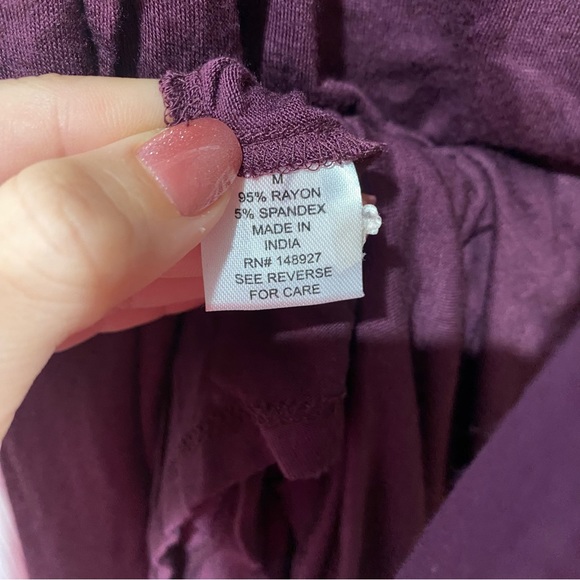 M
95% RAYON
5% SPANDEX
MADE IN
INDIA
RN# 148927
SEE REVERSE
FOR CARE